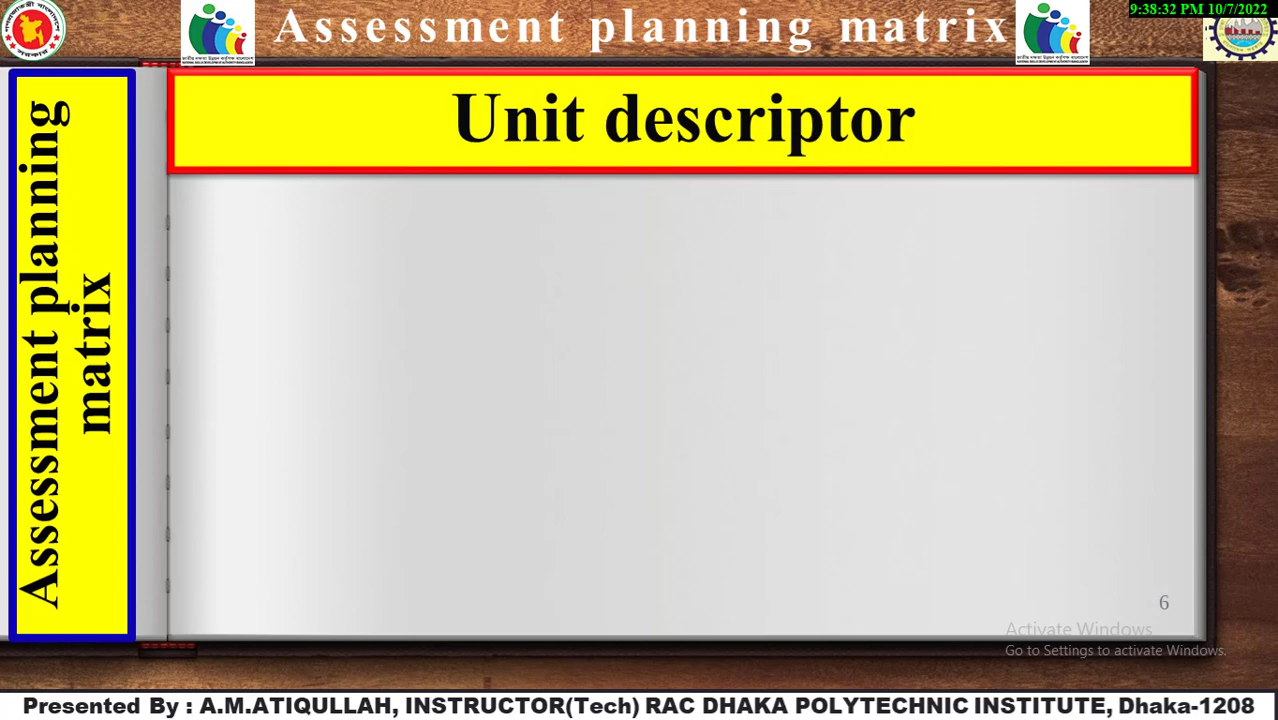 Assessment planning matrix
9:38:32 PM 10/7/2022
Unit descriptor
Assessment planning
matrix
6
Activate Windows
Go to Settings to activate Windows.
Presented By : A.M.ATIQULLAH, INSTRUCTOR(Tech) RAC DHAKA POLYTECHNIC INSTITUTE, Dhaka-1208